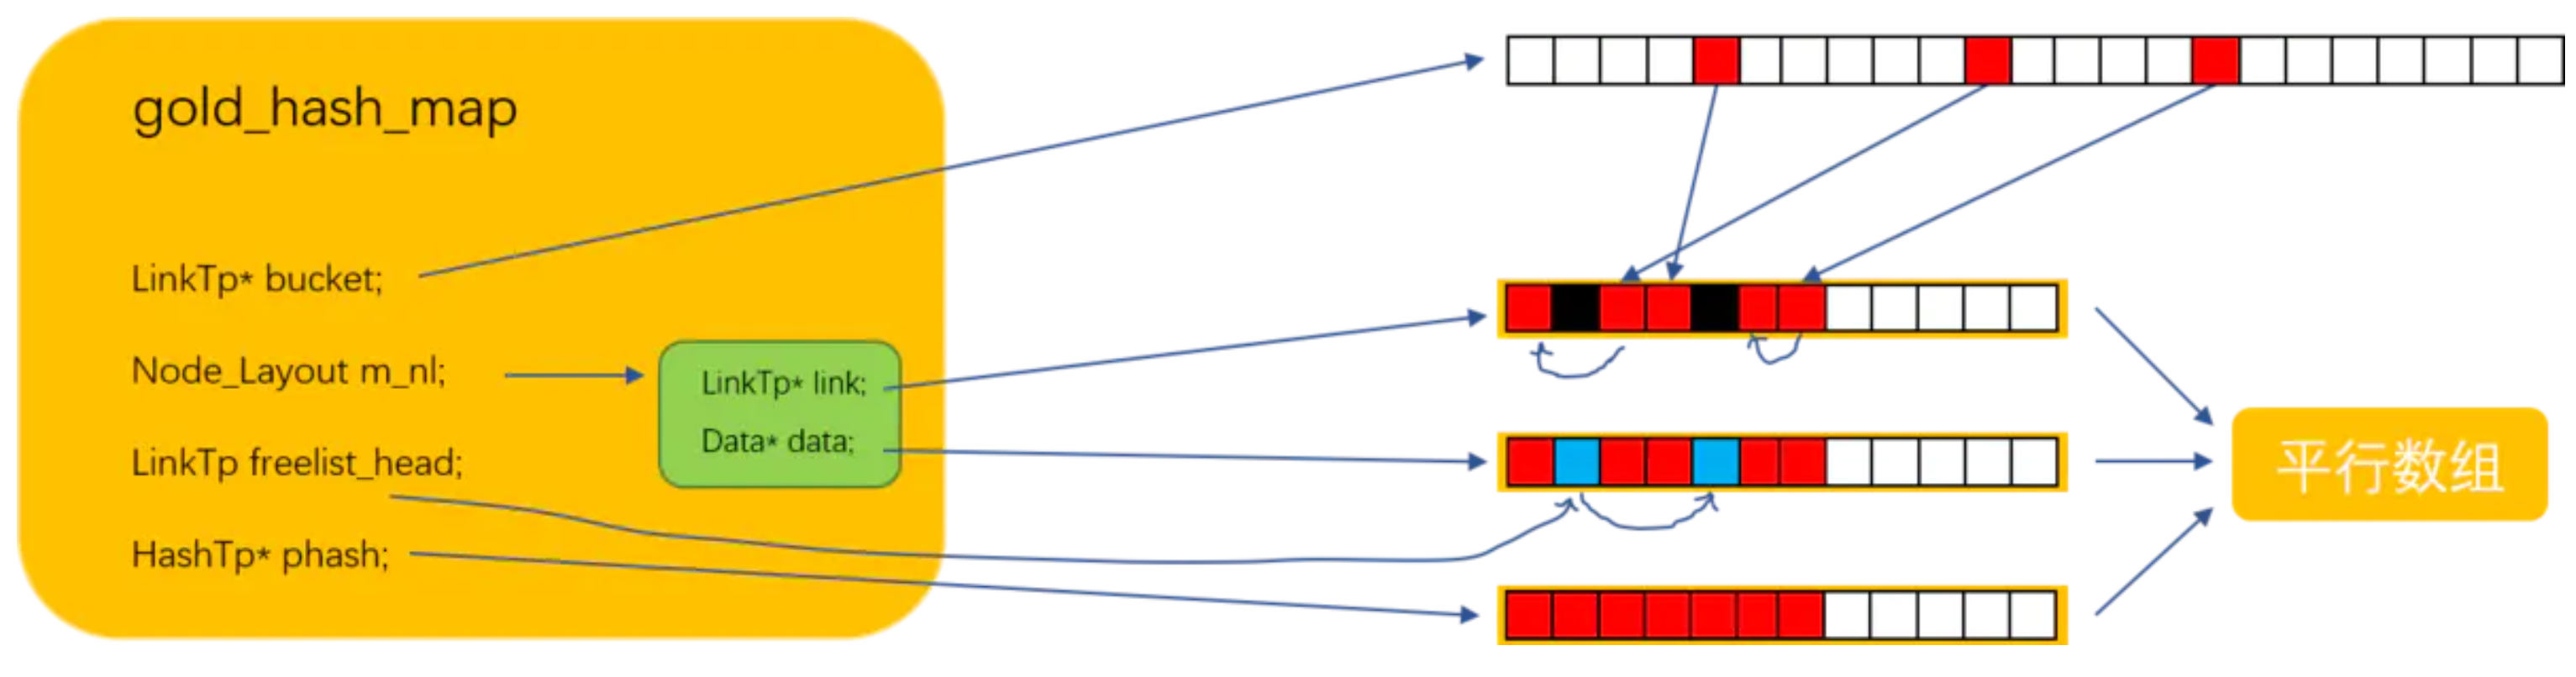 gold_hash_map
LinkTp* bucket;
Node_Layout m_nl;
LinkTp* link;
Data* data;
LinkTp freelist_head;
HashTp* phash;
平行数组